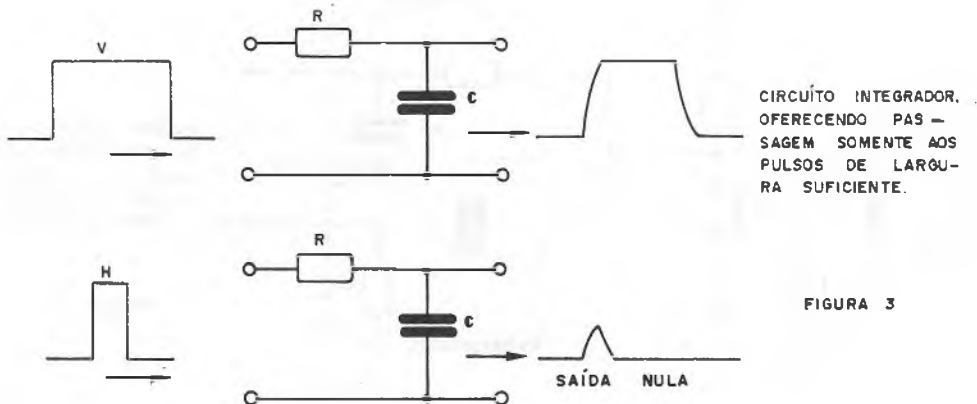 R
V
C
CIRCUÍTO INTEGRADOR,
OFERECENDO PAS-
SAGEM SOMENTE AOS
PULSOS DE LARGU-
RA SUFICIENTE.
R
H
C
FIGURA 3
SAÍDA NULA